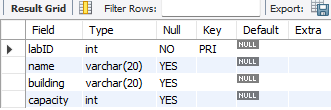 Result Grid Filter Rows: Export:
Field Type Null Key Default Extra
labID int NO PRI NULL
name varchar(20) YES NULL
building varchar(20) YES NULL
capacity int YES NULL